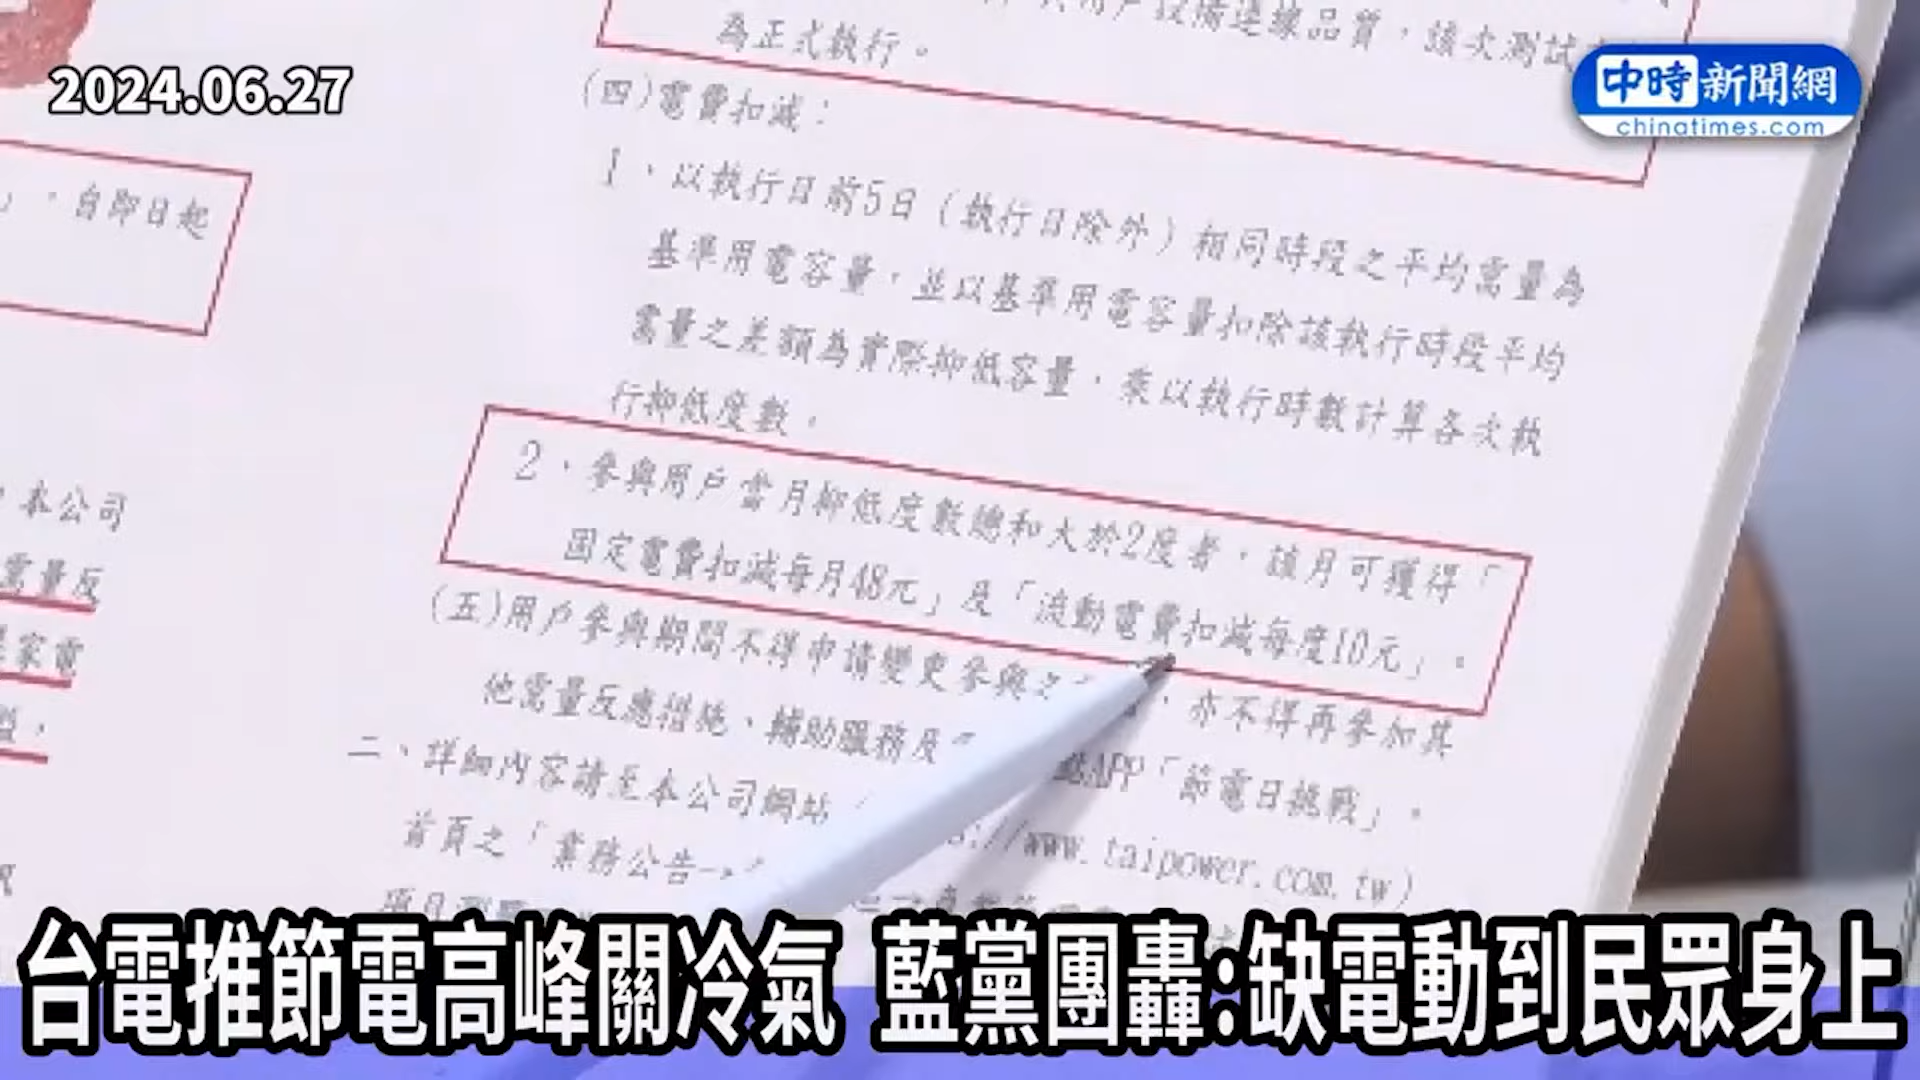 2024.06.27
中時新聞網
chinatimes.com
為正式執行。
(四)電費扣減：
1、以執行日前5日（執行日除外）相同時段之平均需量為
基準用電容量，並以基準用電容量扣除該執行時段平均
需量之差額為實際抑低容量，乘以執行時數計算各次執
行抑低度數。
2、參與用戶當月抑低度數總和大於2度者，該月可獲得「
固定電費扣減每月48元」及「流動電費扣減每度10元」。
(五)用戶參與期間不得申請變更參與之 ，亦不得再參加其
他需量反應措施、輔助服務及 APP「節電日挑戰」。
二、詳細內容請至本公司網站 ://www.taipower.com.tw)
首頁之「業務公告
」，自即日起
，本公司
需量反
家電
台電推節電高峰關冷氣 藍黨團轟:缺電動到民眾身上